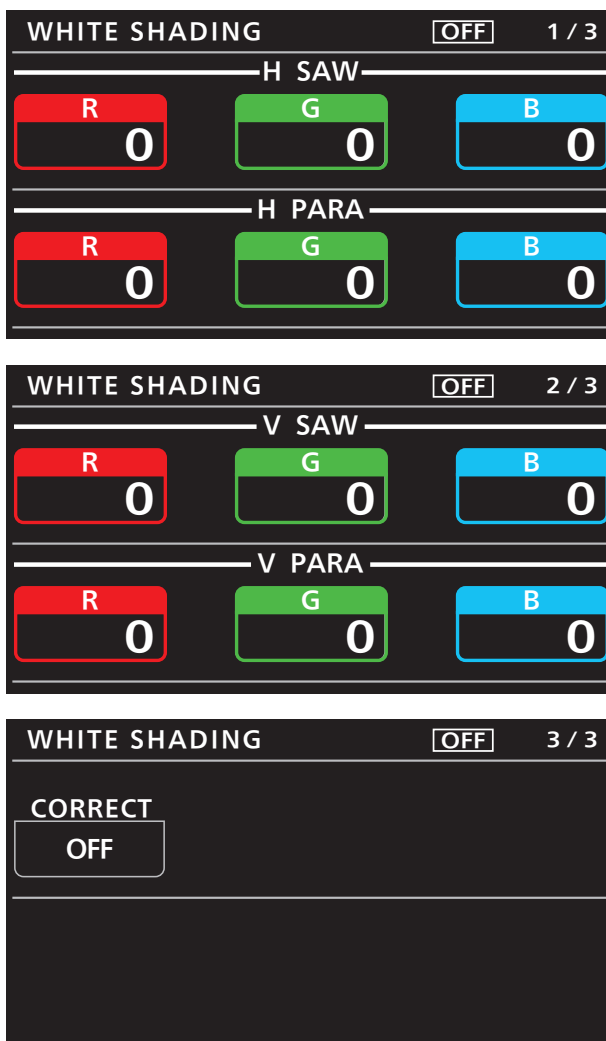 WHITE SHADING OFF 1 / 3
H SAW
R G B
0 0 0
H PARA
R G B
0 0 0
WHITE SHADING OFF 2 / 3
V SAW
R G B
0 0 0
V PARA
R G B
0 0 0
WHITE SHADING OFF 3 / 3
CORRECT
OFF